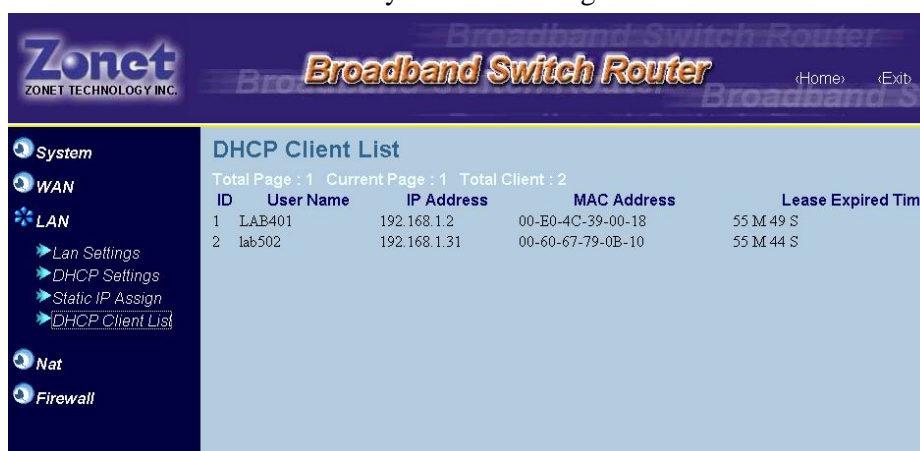 Zonet
ZONET TECHNOLOGY INC.
Broadband Switch Router
‹Home› ‹Exit›
System
WAN
LAN
Lan Settings
DHCP Settings
Static IP Assign
DHCP Client List
Nat
Firewall
DHCP Client List
Total Page : 1 Current Page : 1 Total Client : 2
ID User Name IP Address MAC Address Lease Expired Tim
1 LAB401 192.168.1.2 00-E0-4C-39-00-18 55 M 49 S
2 lab502 192.168.1.31 00-60-67-79-0B-10 55 M 44 S